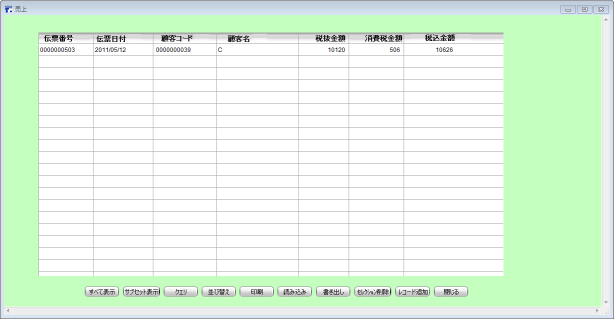 売上
伝票番号 伝票日付 顧客コード 顧客名 税抜金額 消費税金額 税込金額
0000000503 2011/05/12 0000000039 C 10120 506 10626
すべて表示 サブセット表示 クエリ 並び替え 印刷 読み込み 書き出し セレクション削除 レコード追加 閉じる